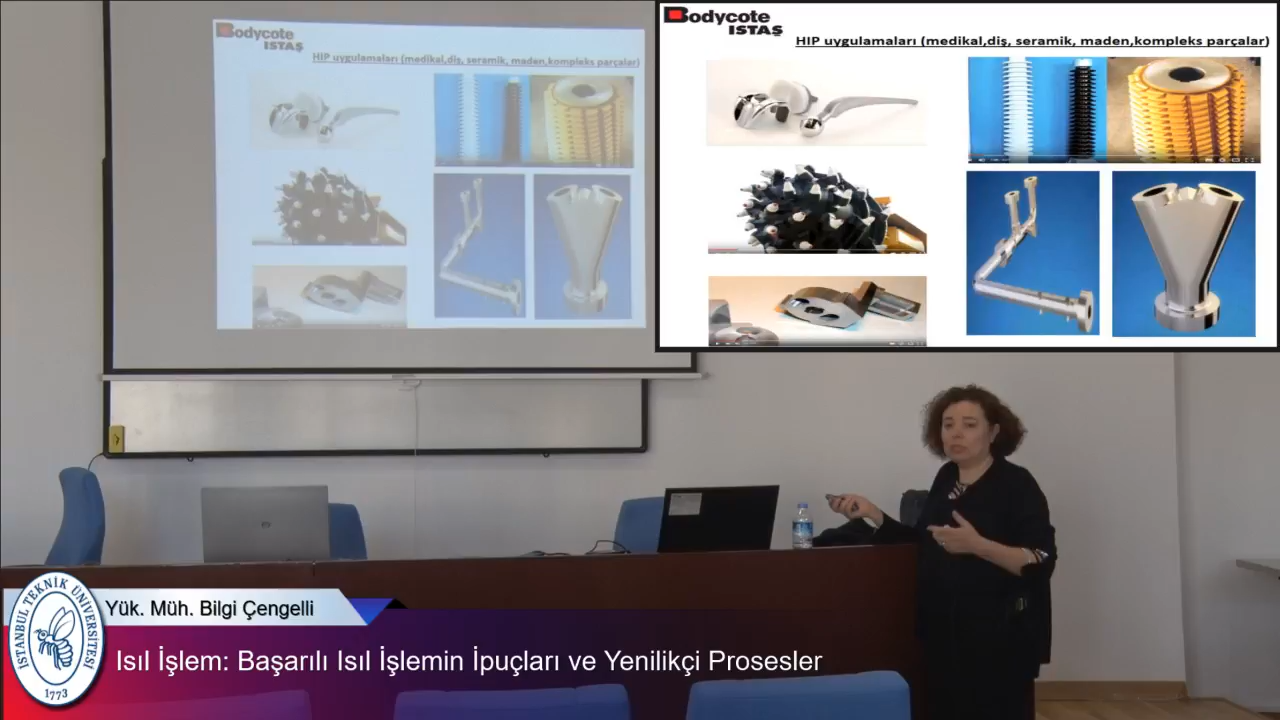 Bodycote
ISTAŞ
HIP uygulamaları (medikal,diş, seramik, maden,kompleks parçalar)
Bodycote
ISTAŞ
HIP uygulamaları (medikal,diş, seramik, maden,kompleks parçalar)
Yük. Müh. Bilgi Çengelli
Isıl İşlem: Başarılı Isıl İşlemin İpuçları ve Yenilikçi Prosesler
İSTANBUL TEKNİK ÜNİVERSİTESİ
1773